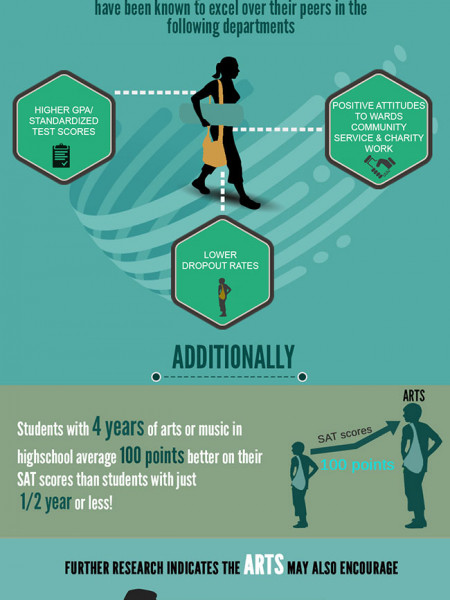 have been known to excel over their peers in the
following departments
HIGHER GPA/
STANDARDIZED
TEST SCORES
POSITIVE ATTITUDES
TO WARDS
COMMUNITY
SERVICE & CHARITY
WORK
LOWER
DROPOUT RATES
ADDITIONALLY
Students with 4 years of arts or music in
highschool average 100 points better on their
SAT scores than students with just
1/2 year or less!
ARTS
SAT scores
100 points
FURTHER RESEARCH INDICATES THE ARTS MAY ALSO ENCOURAGE